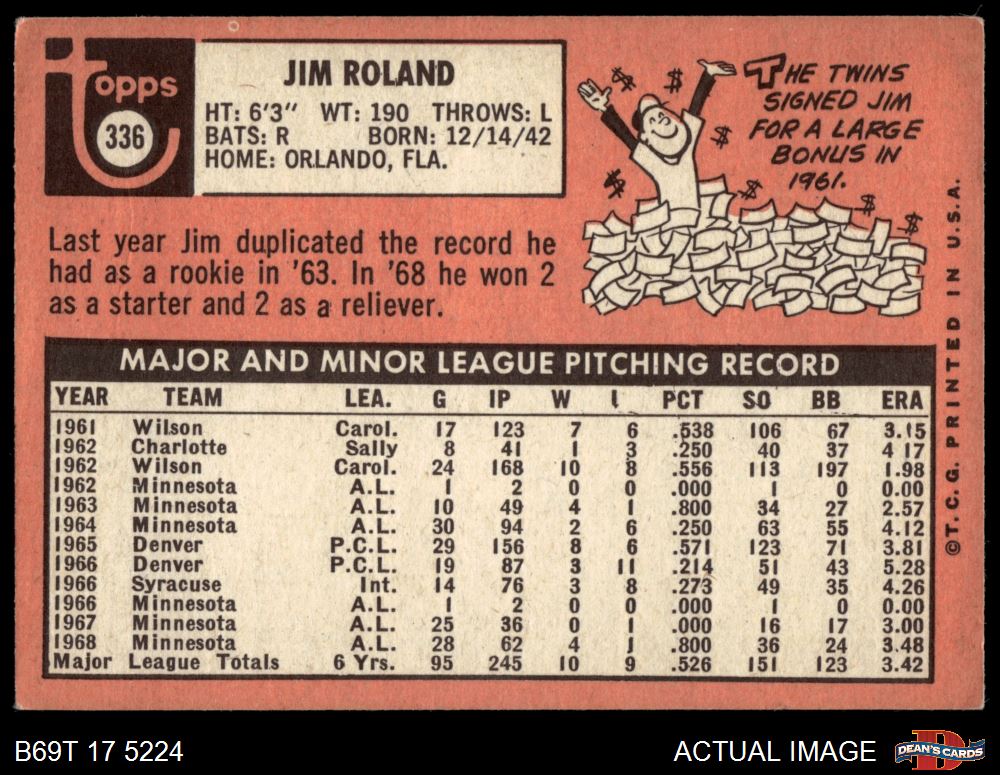 Topps
336
JIM ROLAND
HT: 6'3" WT: 190 THROWS: L
BATS: R BORN: 12/14/42
HOME: ORLANDO, FLA.
THE TWINS
SIGNED JIM
FOR A LARGE
BONUS IN
1961.
$ $ $ $ $ $ $
Last year Jim duplicated the record he
had as a rookie in '63. In '68 he won 2
as a starter and 2 as a reliever.
MAJOR AND MINOR LEAGUE PITCHING RECORD
YEAR TEAM LEA. G IP W L PCT SO BB ERA
1961 Wilson Carol. 17 123 7 6 .538 106 67 3.15
1962 Charlotte Sally 8 41 1 3 .250 40 37 4.17
1962 Wilson Carol. 24 168 10 8 .556 113 197 1.98
1962 Minnesota A.L. 1 2 0 0 .000 1 0 0.00
1963 Minnesota A.L. 10 49 4 1 .800 34 27 2.57
1964 Minnesota A.L. 30 94 2 6 .250 63 55 4.12
1965 Denver P.C.L. 29 156 8 6 .571 123 71 3.81
1966 Denver P.C.L. 19 87 3 11 .214 51 43 5.28
1966 Syracuse Int. 14 76 3 8 .273 49 35 4.26
1966 Minnesota A.L. 1 2 0 0 .000 1 0 0.00
1967 Minnesota A.L. 25 36 0 1 .000 16 17 3.00
1968 Minnesota A.L. 28 62 4 1 .800 36 24 3.48
Major League Totals 6 Yrs. 95 245 10 9 .526 151 123 3.42
©T.C.G. PRINTED IN U.S.A.
B69T 17 5224
ACTUAL IMAGE
D
DEAN'S CARDS